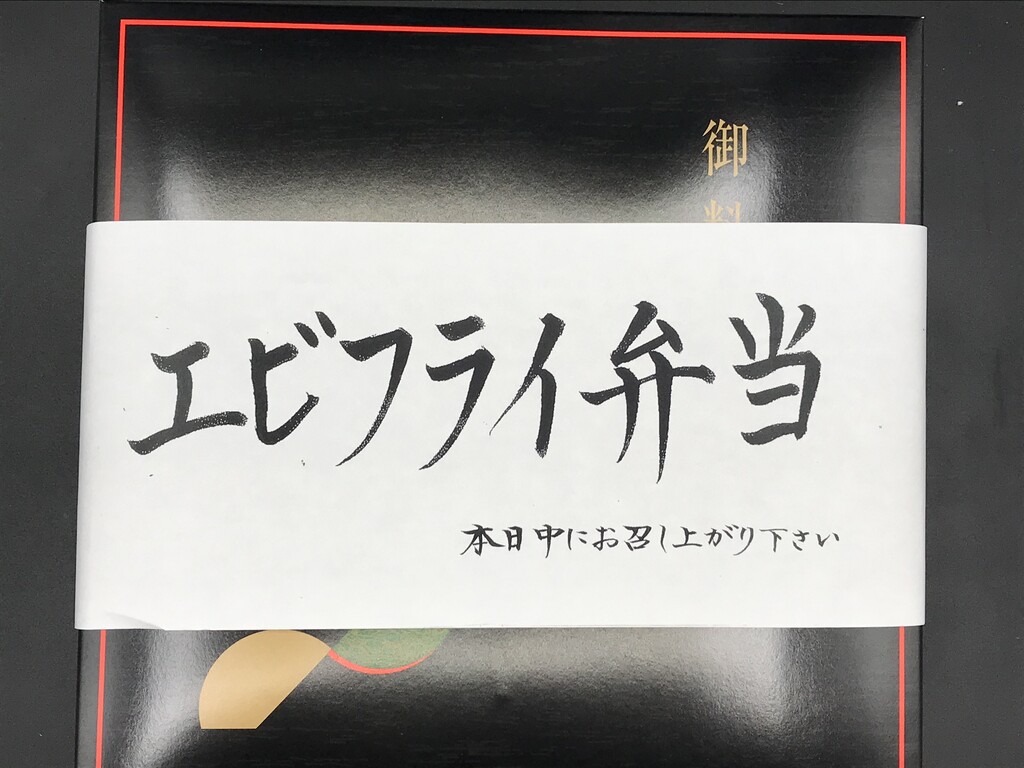 御
エビフライ弁当
本日中にお召し上がり下さい